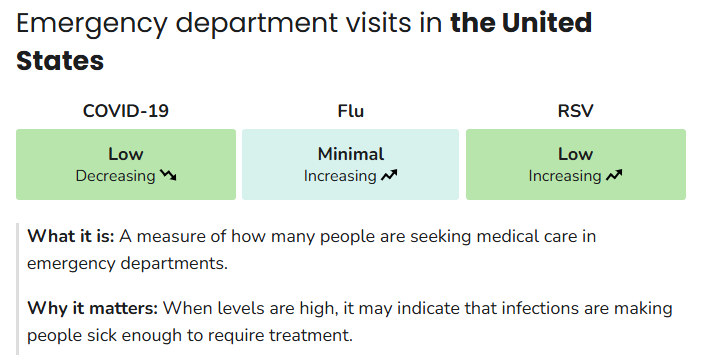 Emergency department visits in the United
States
COVID-19 Flu RSV
Low Minimal Low
Decreasing Increasing Increasing
What it is: A measure of how many people are seeking medical care in
emergency departments.
Why it matters: When levels are high, it may indicate that infections are making
people sick enough to require treatment.